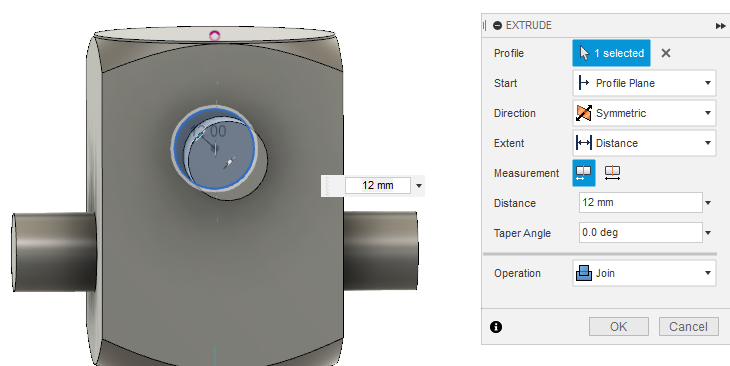 EXTRUDE
Profile 1 selected
Start Profile Plane
Direction Symmetric
Extent Distance
Measurement
12 mm
Distance 12 mm
Taper Angle 0.0 deg
Operation Join
OK Cancel